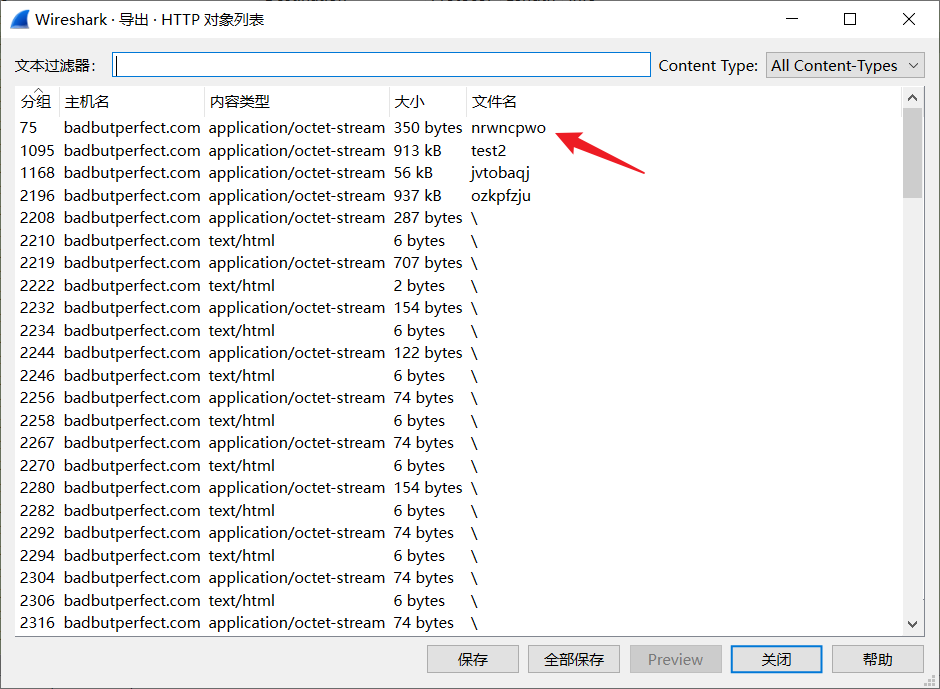 Wireshark · 导出 · HTTP 对象列表
文本过滤器： Content Type: All Content-Types
分组 主机名 内容类型 大小 文件名
75 badbutperfect.com application/octet-stream 350 bytes nrwncpwo
1095 badbutperfect.com application/octet-stream 913 kB test2
1168 badbutperfect.com application/octet-stream 56 kB jvtobaqj
2196 badbutperfect.com application/octet-stream 937 kB ozkpfzju
2208 badbutperfect.com application/octet-stream 287 bytes \
2210 badbutperfect.com text/html 6 bytes \
2219 badbutperfect.com application/octet-stream 707 bytes \
2222 badbutperfect.com text/html 2 bytes \
2232 badbutperfect.com application/octet-stream 154 bytes \
2234 badbutperfect.com text/html 6 bytes \
2244 badbutperfect.com application/octet-stream 122 bytes \
2246 badbutperfect.com text/html 6 bytes \
2256 badbutperfect.com application/octet-stream 74 bytes \
2258 badbutperfect.com text/html 6 bytes \
2267 badbutperfect.com application/octet-stream 74 bytes \
2270 badbutperfect.com text/html 6 bytes \
2280 badbutperfect.com application/octet-stream 154 bytes \
2282 badbutperfect.com text/html 6 bytes \
2292 badbutperfect.com application/octet-stream 74 bytes \
2294 badbutperfect.com text/html 6 bytes \
2304 badbutperfect.com application/octet-stream 74 bytes \
2306 badbutperfect.com text/html 6 bytes \
2316 badbutperfect.com application/octet-stream 74 bytes \
保存 全部保存 Preview 关闭 帮助